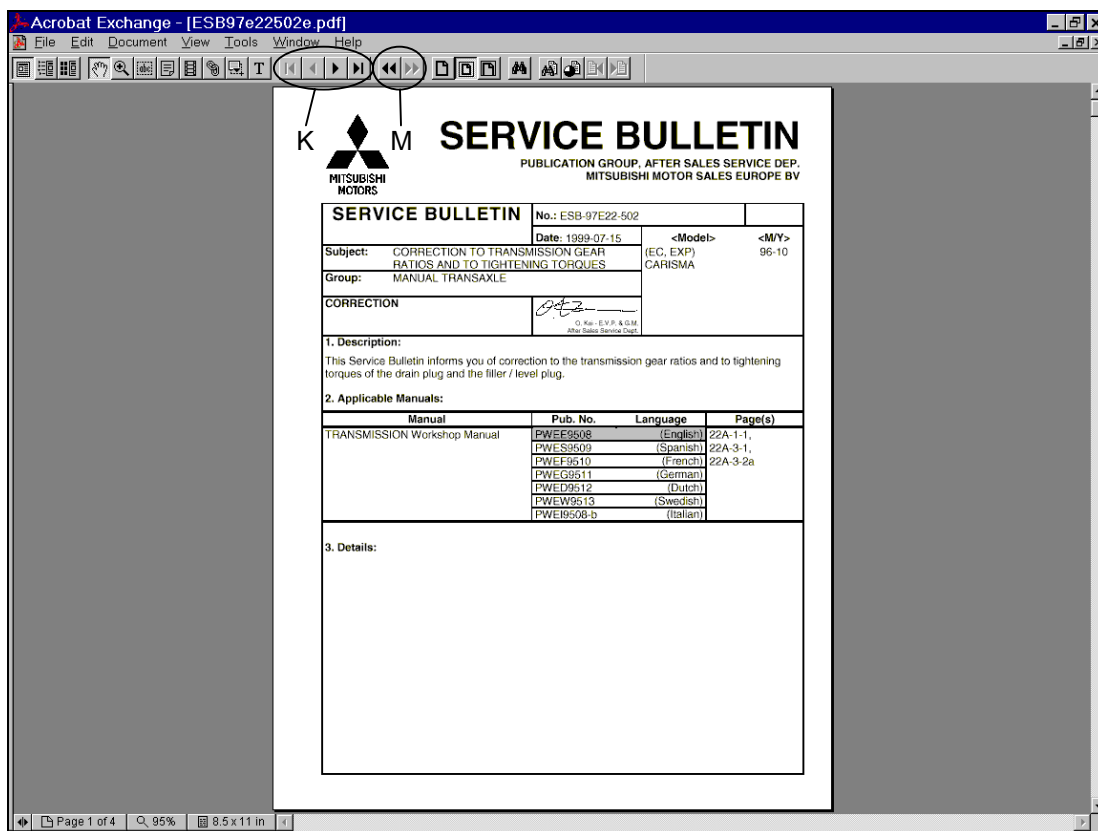 Acrobat Exchange - [ESB97e22502e.pdf]
File Edit Document View Tools Window Help
abc T
K M
SERVICE BULLETIN
PUBLICATION GROUP, AFTER SALES SERVICE DEP.
MITSUBISHI MOTOR SALES EUROPE BV
MITSUBISHI
MOTORS
SERVICE BULLETIN No.: ESB-97E22-502
Date: 1999-07-15 <Model> <M/Y>
Subject: CORRECTION TO TRANSMISSION GEAR (EC, EXP) 96-10
RATIOS AND TO TIGHTENING TORQUES CARISMA
Group: MANUAL TRANSAXLE
CORRECTION
O. Kai - E.V.P. & G.M.
After Sales Service Dept.
1. Description:
This Service Bulletin informs you of correction to the transmission gear ratios and to tightening
torques of the drain plug and the filler / level plug.
2. Applicable Manuals:
Manual Pub. No. Language Page(s)
TRANSMISSION Workshop Manual PWEE9508 (English) 22A-1-1,
PWES9509 (Spanish) 22A-3-1,
PWEF9510 (French) 22A-3-2a
PWEG9511 (German)
PWED9512 (Dutch)
PWEW9513 (Swedish)
PWEI9508-b (Italian)
3. Details:
Page 1 of 4 95% 8.5 x 11 in